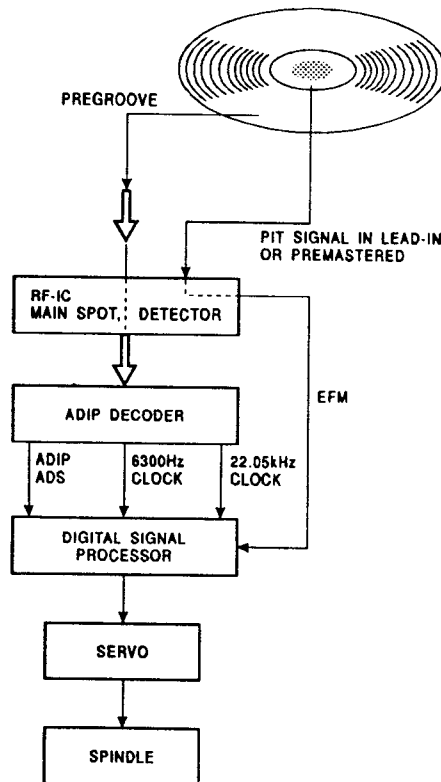 PREGROOVE
PIT SIGNAL IN LEAD-IN
OR PREMASTERED
RF-IC
MAIN SPOT, DETECTOR
EFM
ADIP DECODER
ADIP
ADS
6300Hz
CLOCK
22.05kHz
CLOCK
DIGITAL SIGNAL
PROCESSOR
SERVO
SPINDLE